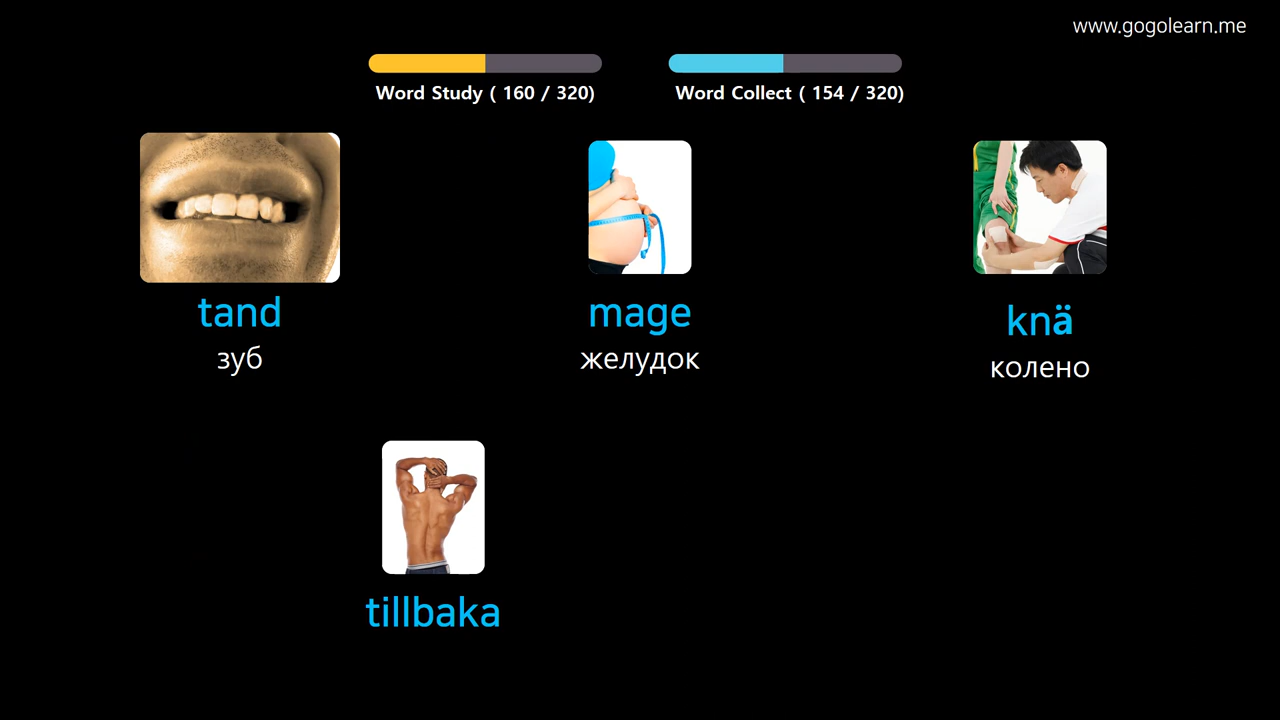 www.gogolearn.me
Word Study ( 160 / 320)
Word Collect ( 154 / 320)
tand
зуб
mage
желудок
knä
колено
tillbaka